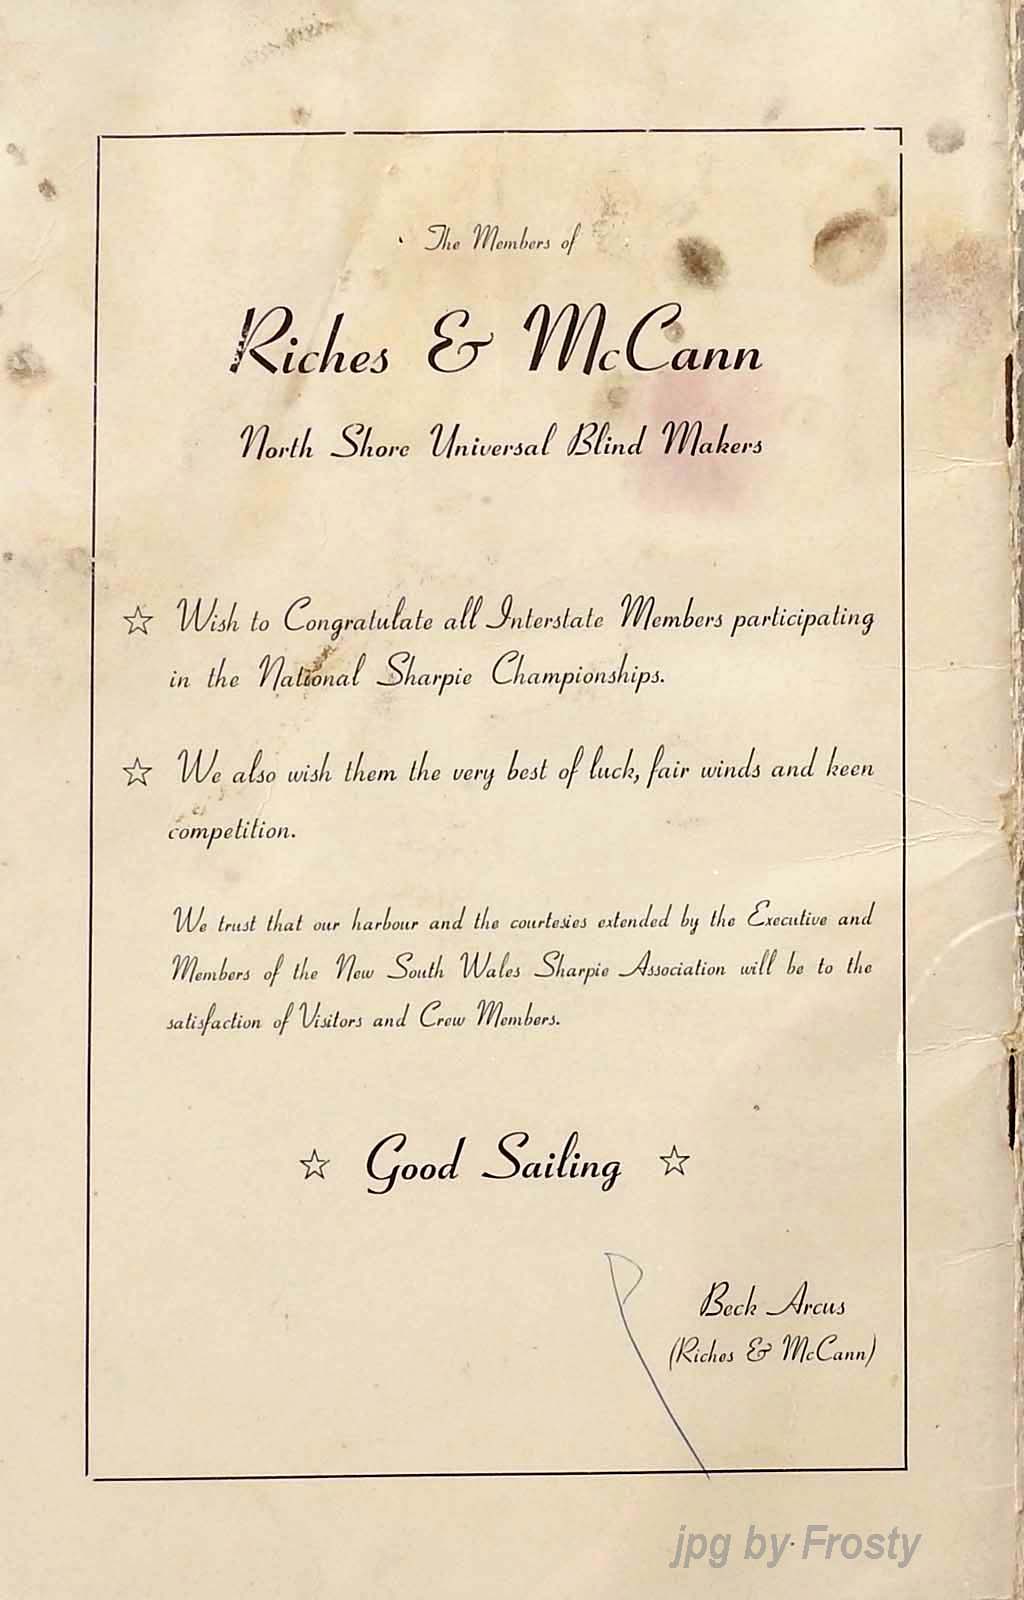 The Members of
Riches & McCann
North Shore Universal Blind Makers
☆ Wish to Congratulate all Interstate Members participating
in the National Sharpie Championships.
☆ We also wish them the very best of luck, fair winds and keen
competition.
We trust that our harbour and the courtesies extended by the Executive and
Members of the New South Wales Sharpie Association will be to the
satisfaction of Visitors and Crew Members.
☆ Good Sailing ☆
Beck Arcus
(Riches & McCann)
jpg by Frosty